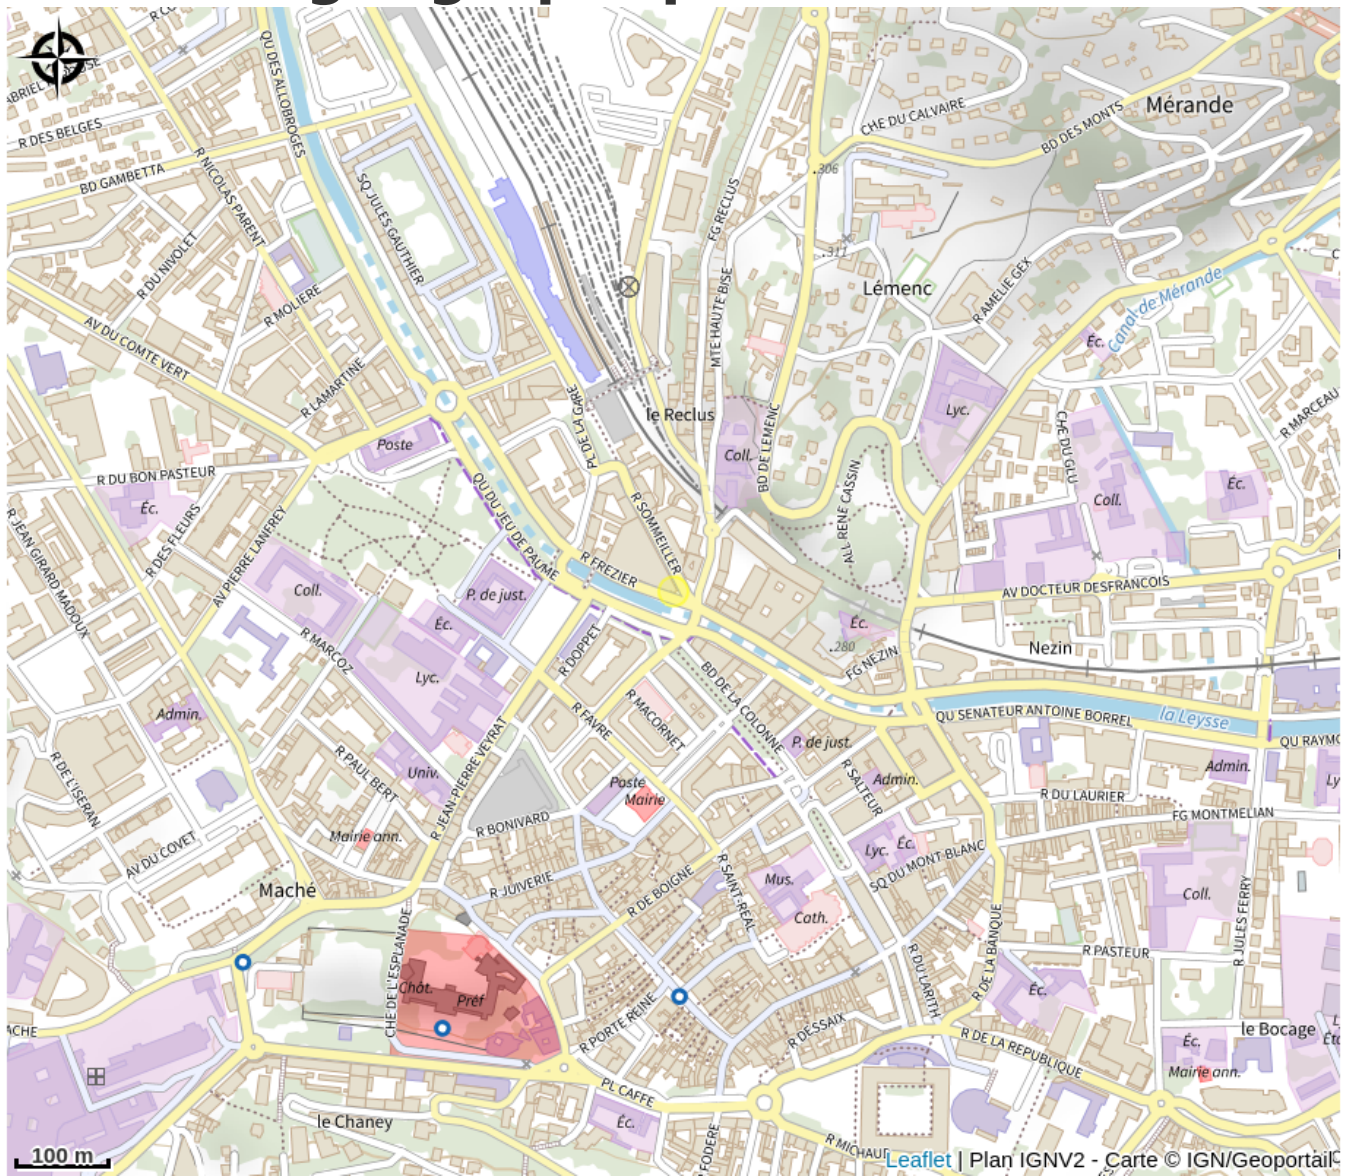 QU DES ALLOBROGES
R DES BELGES
BD GAMBETTA
R NICOLAS PARENT
SQ JULES GAUTHIER
R DU NIVOLET
R MOLIERE
AV DU COMTE VERT
R LAMARTINE
CHE DU CALVAIRE
BD DES MONTS
Mérande
.306
FG RECLUS
.311
Lémenc
R AMELIE GEX
Canal de Mérande
MTE HAUTE BISE
Éc.
PL DE LA GARE
le Reclus
Lyc.
CHE DU GLU
R MARCEAU
Poste
Coll.
BD DE LEMENC
R DU BON PASTEUR
QU DU JEU DE PAUME
R SOMMEILLER
ALL RENE CASSIN
Coll.
Éc.
Éc.
R JEAN GIRARD MADOUX
R DES FLEURS
AV PIERRE LANFREY
R FREZIER
Coll.
P. de just.
AV DOCTEUR DESFRANCOIS
Éc.
Éc.
R MARCOZ
R DOPPET
.280
FG NEZIN
Nezin
Lyc.
BD DE LA COLONNE
R MACORNET
R FAVRE
Admin.
QU SENATEUR ANTOINE BORREL
la Leysse
QU RAYMO
P. de just.
R JEAN-PIERRE VEYRAT
R DE L'ISERAN
R PAUL BERT
Univ.
Poste
Mairie
R SALTEUR
Admin.
Admin.
Ly
R DU LAURIER
FG MONTMELIAN
R BONIVARD
Mairie ann.
AV DU COVET
Lyc.
Éc.
SQ DU MONT-BLANC
Maché
R JUIVERIE
R DE BOIGNE
R SAINT-REAL
Mus.
Cath.
Coll.
R JULES FERRY
CHE DE L'ESPLANADE
R DE LA BANQUE
R DU LARITH
R PASTEUR
Chât.
Préf
Éc.
ACHE
R PORTE REINE
R DESSAIX
R DE LA REPUBLIQUE
Éc.
le Bocage
Mairie ann.
PL CAFFE
le Chaney
Éc.
FODERE
R MICHAUD
100 m
Leaflet | Plan IGNV2 - Carte © IGN/Geoportail